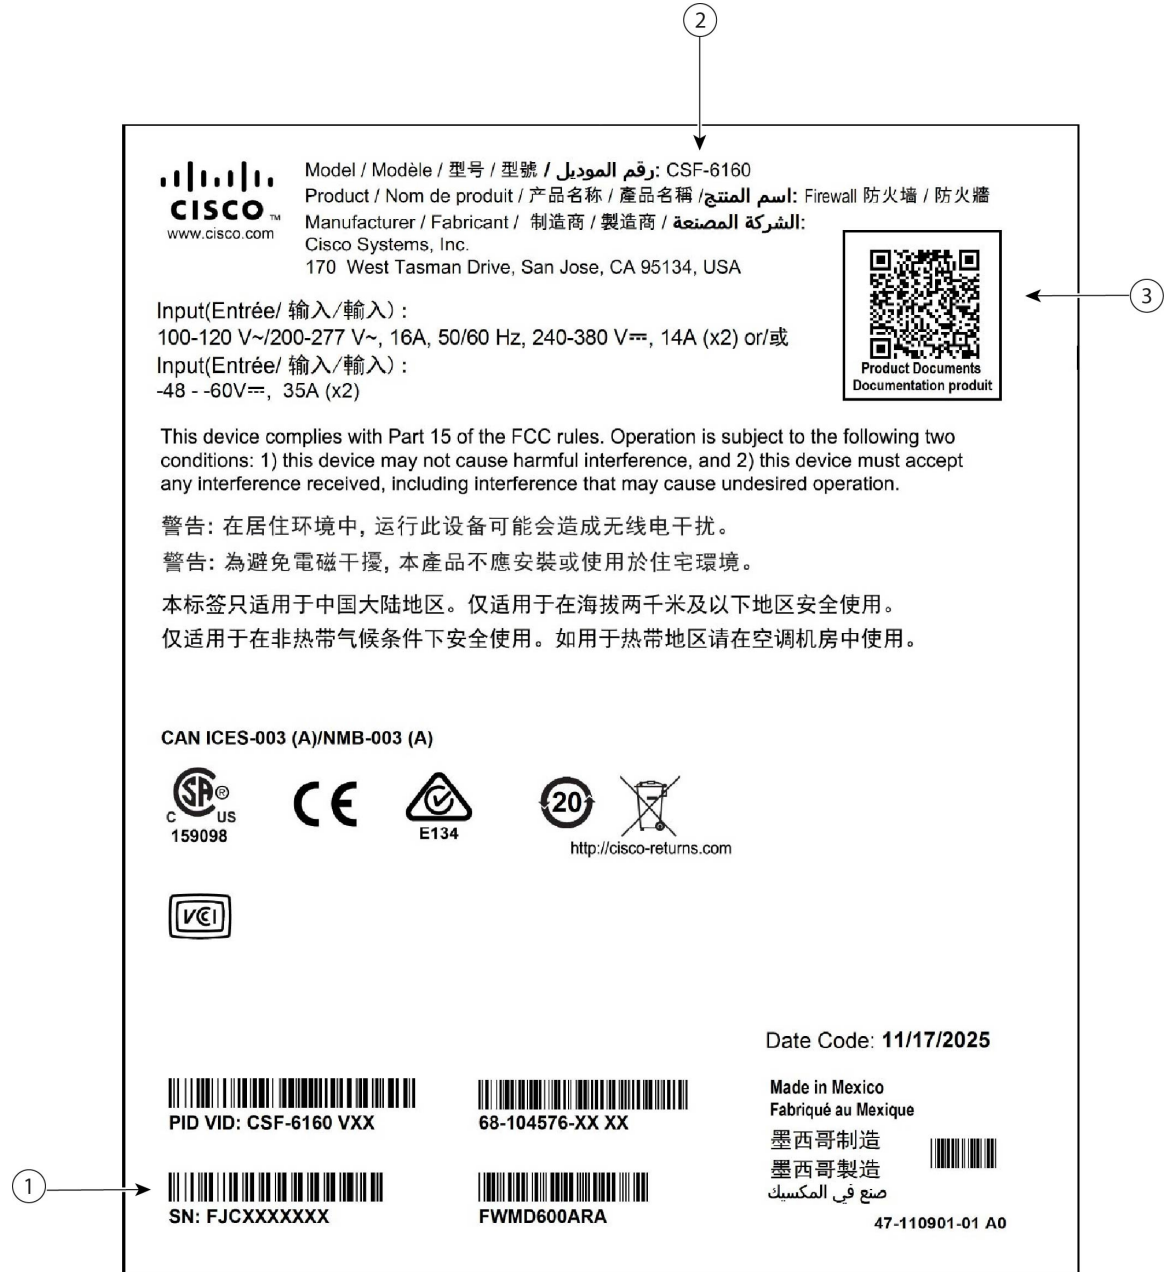 2
CISCO TM
www.cisco.com
Model / Modèle / 型号 / 型號 / رقم الموديل: CSF-6160
Product / Nom de produit / 产品名称 / 產品名稱 /اسم المنتج: Firewall 防火墙 / 防火牆
Manufacturer / Fabricant / 制造商 / 製造商 / الشركة المصنعة:
Cisco Systems, Inc.
170 West Tasman Drive, San Jose, CA 95134, USA
3
Product Documents
Documentation produit
Input(Entrée/ 输入/輸入) :
100-120 V~/200-277 V~, 16A, 50/60 Hz, 240-380 V⎓, 14A (x2) or/或
Input(Entrée/ 输入/輸入) :
-48 - -60V⎓, 35A (x2)
This device complies with Part 15 of the FCC rules. Operation is subject to the following two
conditions: 1) this device may not cause harmful interference, and 2) this device must accept
any interference received, including interference that may cause undesired operation.
警告: 在居住环境中, 运行此设备可能会造成无线电干扰。
警告: 為避免電磁干擾, 本產品不應安裝或使用於住宅環境。
本标签只适用于中国大陆地区。仅适用于在海拔两千米及以下地区安全使用。
仅适用于在非热带气候条件下安全使用。如用于热带地区请在空调机房中使用。
CAN ICES-003 (A)/NMB-003 (A)
SA ®
C US
159098
CE
E134
20
http://cisco-returns.com
VCI
Date Code: 11/17/2025
PID VID: CSF-6160 VXX
68-104576-XX XX
Made in Mexico
Fabriqué au Mexique
墨西哥制造
墨西哥製造
صنع في المكسيك
1
SN: FJCXXXXXXX
FWMD600ARA
47-110901-01 A0